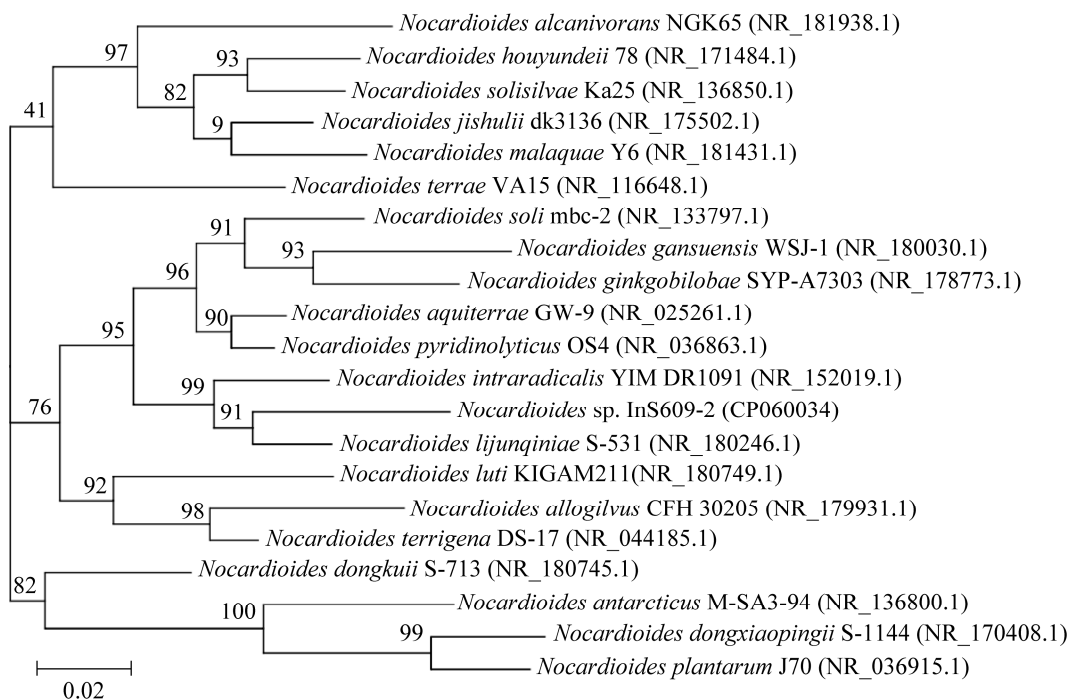 Nocardioides alcanivorans NGK65 (NR_181938.1)
97
Nocardioides houyundeii 78 (NR_171484.1)
93
Nocardioides solisilvae Ka25 (NR_136850.1)
82
41
Nocardioides jishulii dk3136 (NR_175502.1)
9
Nocardioides malaquae Y6 (NR_181431.1)
Nocardioides terrae VA15 (NR_116648.1)
Nocardioides soli mbc-2 (NR_133797.1)
91
Nocardioides gansuensis WSJ-1 (NR_180030.1)
93
96
Nocardioides ginkgobilobae SYP-A7303 (NR_178773.1)
Nocardioides aquiterrae GW-9 (NR_025261.1)
90
95
Nocardioides pyridinolyticus OS4 (NR_036863.1)
Nocardioides intraradicalis YIM DR1091 (NR_152019.1)
99
76
Nocardioides sp. InS609-2 (CP060034)
91
Nocardioides lijunqiniae S-531 (NR_180246.1)
Nocardioides luti KIGAM211(NR_180749.1)
92
Nocardioides allogilvus CFH 30205 (NR_179931.1)
98
Nocardioides terrigena DS-17 (NR_044185.1)
Nocardioides dongkuii S-713 (NR_180745.1)
82
Nocardioides antarcticus M-SA3-94 (NR_136800.1)
100
Nocardioides dongxiaopingii S-1144 (NR_170408.1)
99
Nocardioides plantarum J70 (NR_036915.1)
0.02